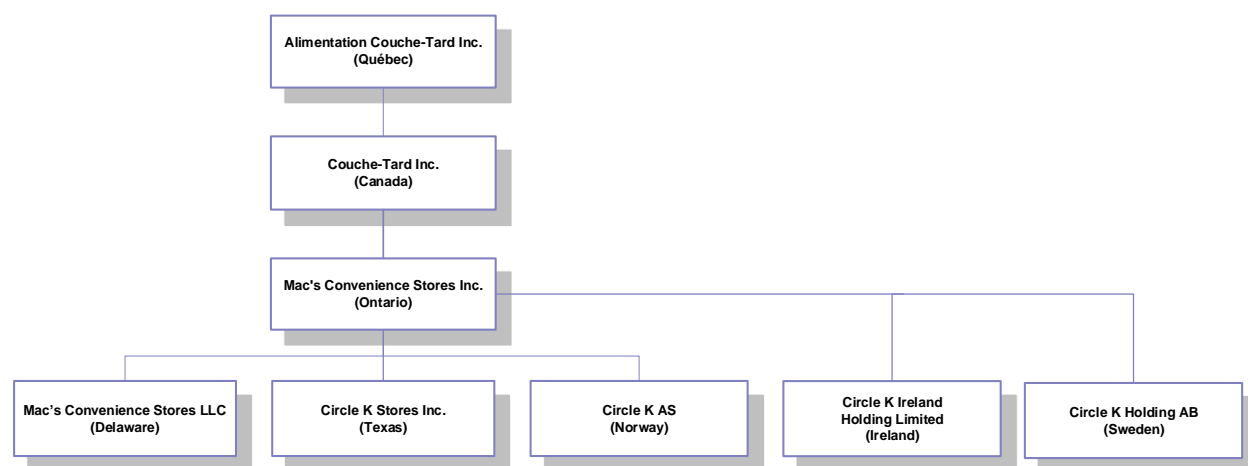 Alimentation Couche-Tard Inc.
(Québec)
Couche-Tard Inc.
(Canada)
Mac's Convenience Stores Inc.
(Ontario)
Mac’s Convenience Stores LLC
(Delaware)
Circle K Stores Inc.
(Texas)
Circle K AS
(Norway)
Circle K Ireland
Holding Limited
(Ireland)
Circle K Holding AB
(Sweden)